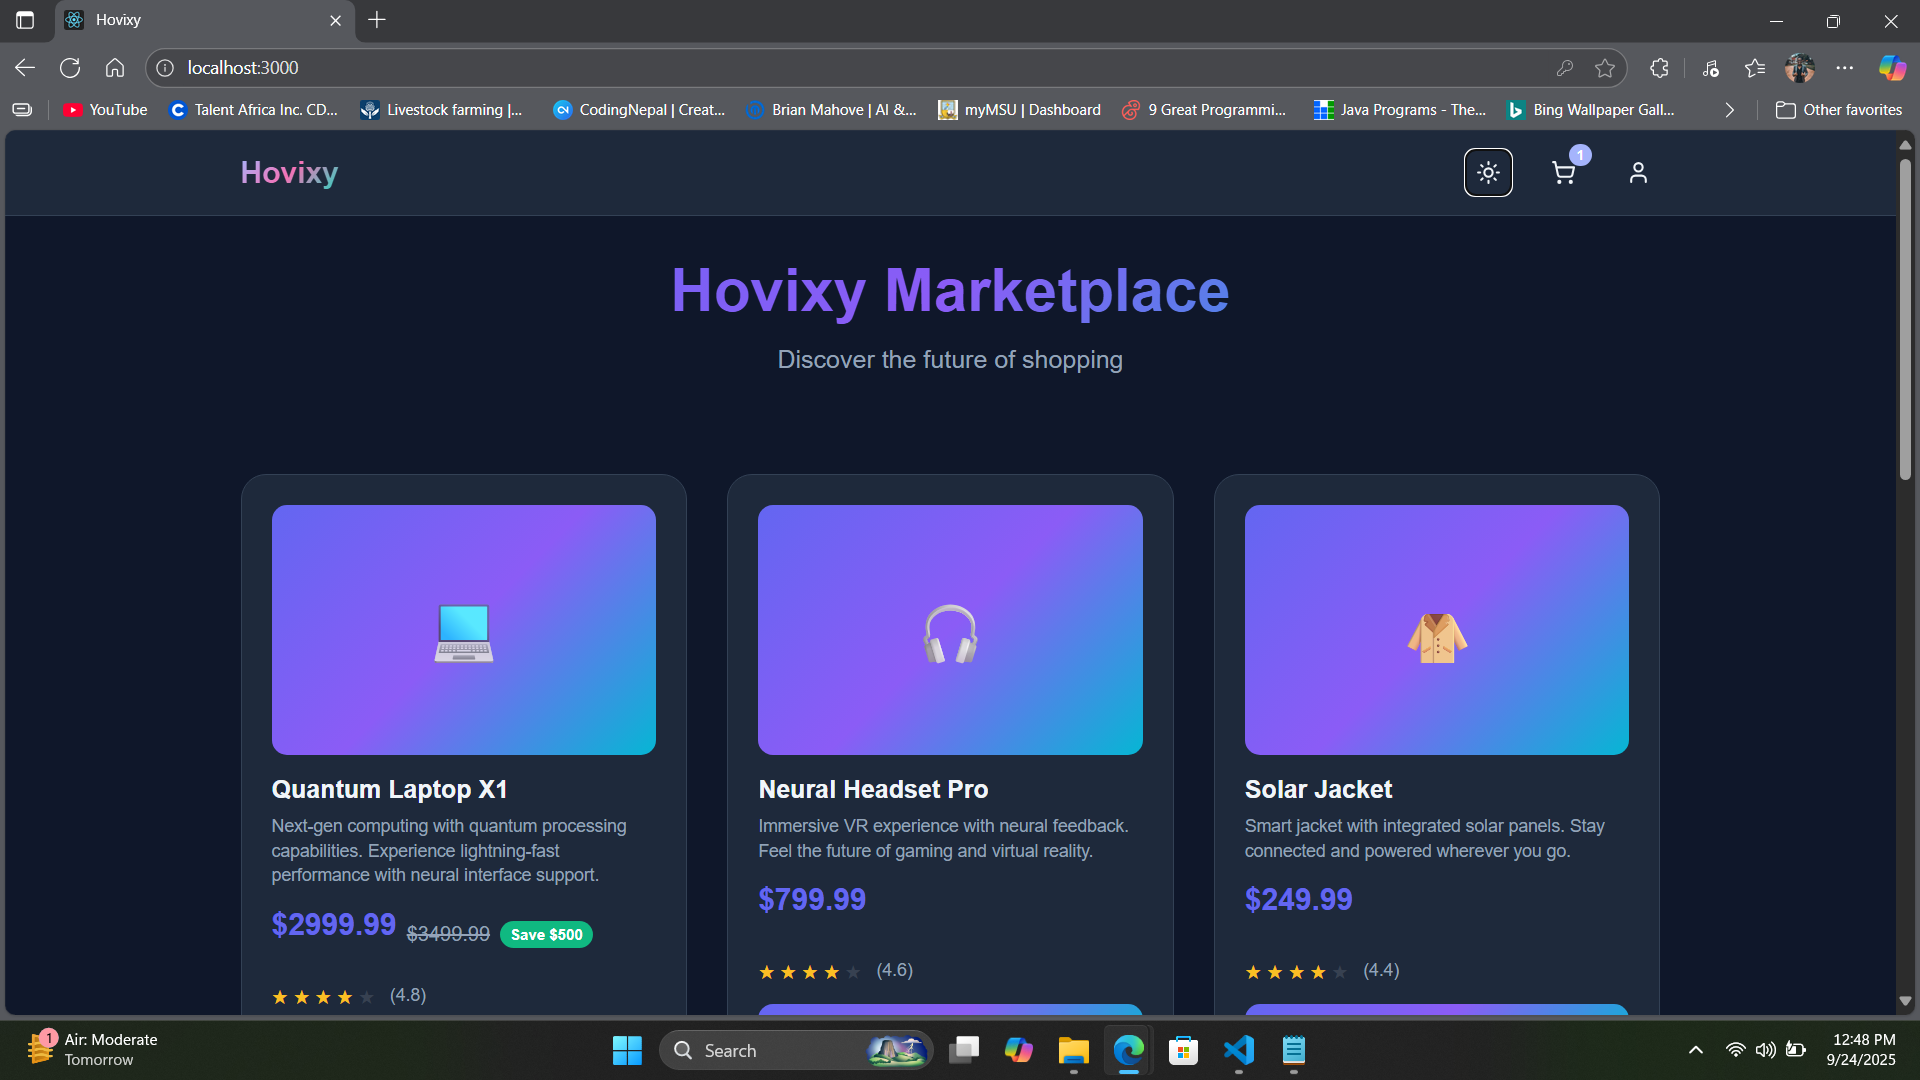 Hovixy
localhost:3000
YouTube
Talent Africa Inc. CD...
Livestock farming |...
CodingNepal | Creat...
Brian Mahove | AI &...
myMSU | Dashboard
9 Great Programmi...
Java Programs - The...
Bing Wallpaper Gall...
Other favorites
Hovixy
1
Hovixy Marketplace
Discover the future of shopping
Quantum Laptop X1
Next-gen computing with quantum processing
capabilities. Experience lightning-fast
performance with neural interface support.
$2999.99 $3499.99 Save $500
(4.8)
Neural Headset Pro
Immersive VR experience with neural feedback.
Feel the future of gaming and virtual reality.
$799.99
(4.6)
Solar Jacket
Smart jacket with integrated solar panels. Stay
connected and powered wherever you go.
$249.99
(4.4)
1
Air: Moderate
Tomorrow
Search
12:48 PM
9/24/2025